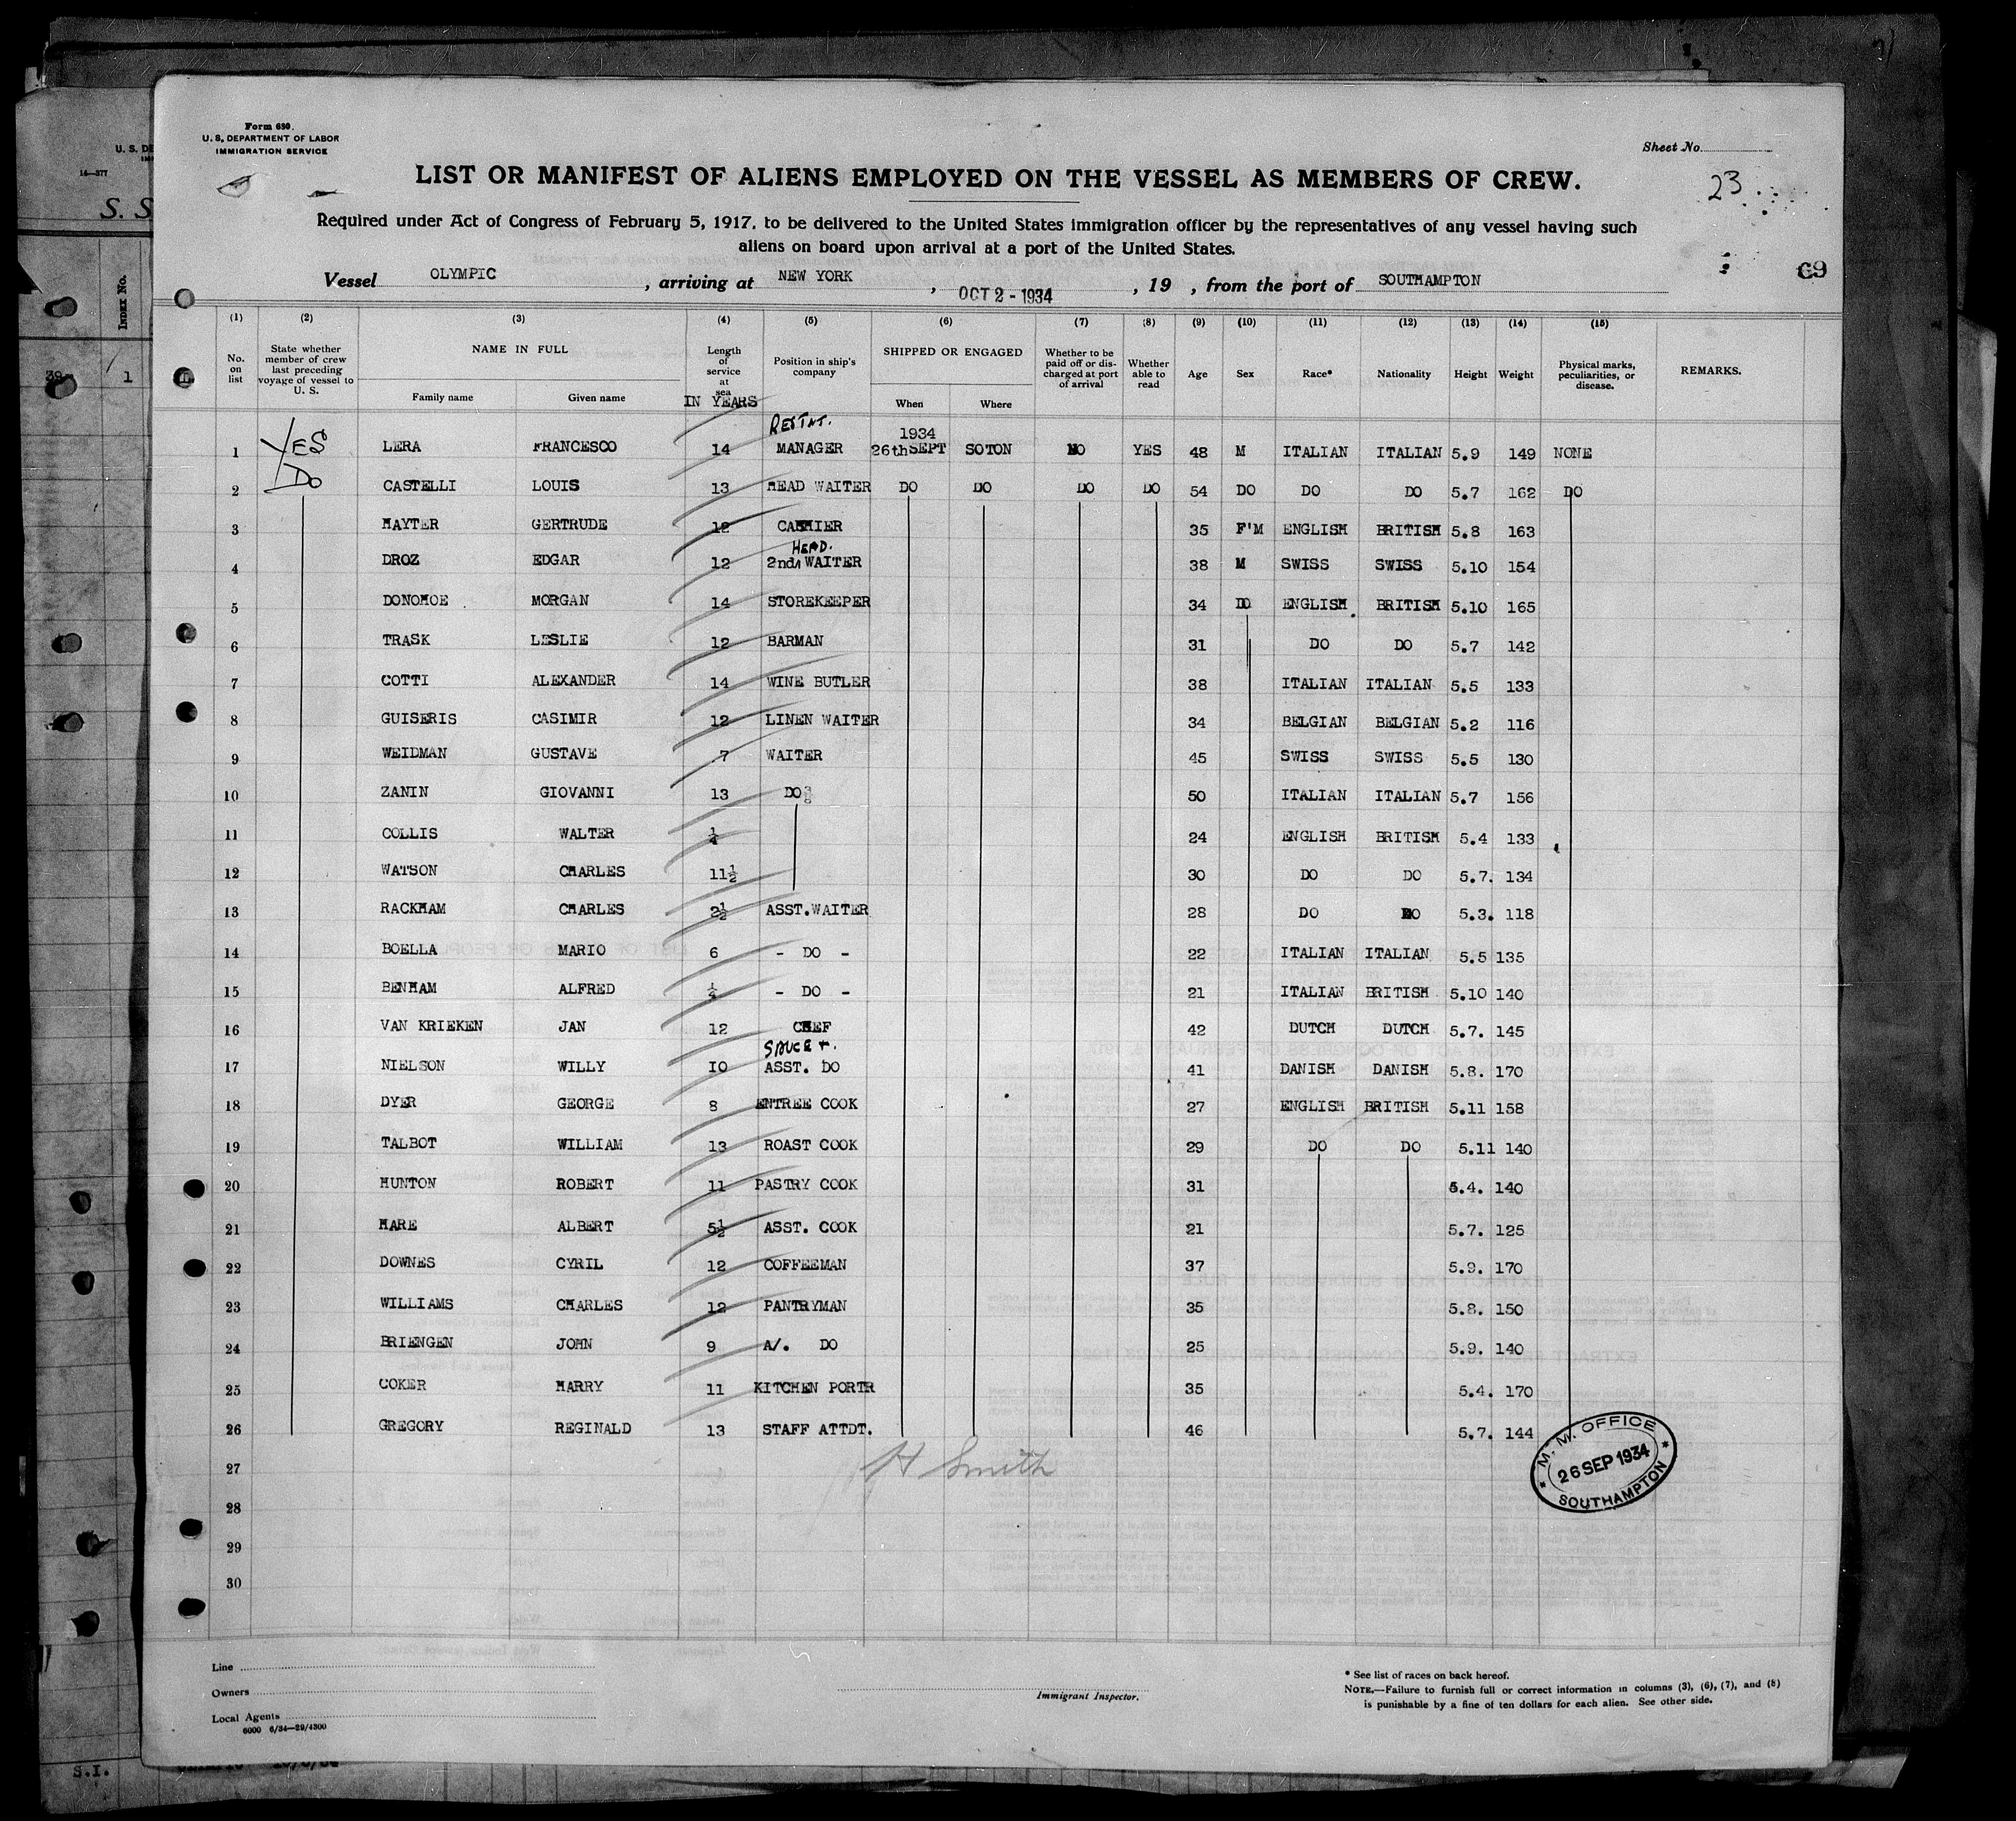 Form 680.
U. S. DEPARTMENT OF LABOR
IMMIGRATION SERVICE
Sheet No.
LIST OR MANIFEST OF ALIENS EMPLOYED ON THE VESSEL AS MEMBERS OF CREW.
23
Required under Act of Congress of February 5, 1917, to be delivered to the United States immigration officer by the representatives of any vessel having such
aliens on board upon arrival at a port of the United States.
69
Vessel OLYMPIC, arriving at NEW YORK, OCT 2 - 1934, 19 , from the port of SOUTHAMPTON
(1) (2) (3) (4) (5) (6) (7) (8) (9) (10) (11) (12) (13) (14) (15)
No. on list State whether member of crew last preceding voyage of vessel to U. S. NAME IN FULL Family name Given name Length of service at sea IN YEARS Position in ship's company SHIPPED OR ENGAGED When Where Whether to be paid off or discharged at port of arrival Whether able to read Age Sex Race* Nationality Height Weight Physical marks, peculiarities, or disease. REMARKS.
RESTNT. 1934
1 YES LERA FRANCESCO 14 MANAGER 26th SEPT SOTON NO YES 48 M ITALIAN ITALIAN 5.9 149 NONE
2 Do CASTELLI LOUIS 13 HEAD WAITER DO DO DO DO 54 DO DO DO 5.7 162 DO
3 HAYTER GERTRUDE 12 CASHIER 35 F'M ENGLISH BRITISH 5.8 163
HEAD.
4 DROZ EDGAR 12 2nd WAITER 38 M SWISS SWISS 5.10 154
5 DONOHOE MORGAN 14 STOREKEEPER 34 DO ENGLISH BRITISH 5.10 165
6 TRASK LESLIE 12 BARMAN 31 DO DO 5.7 142
7 COTTI ALEXANDER 14 WINE BUTLER 38 ITALIAN ITALIAN 5.5 133
8 GUISERIS CASIMIR 12 LINEN WAITER 34 BELGIAN BELGIAN 5.2 116
9 WEIDMAN GUSTAVE 7 WAITER 45 SWISS SWISS 5.5 130
10 ZANIN GIOVANNI 13 DO 50 ITALIAN ITALIAN 5.7 156
11 COLLIS WALTER ¼ 24 ENGLISH BRITISH 5.4 133
12 WATSON CHARLES 11½ 30 DO DO 5.7. 134
13 RACKHAM CHARLES 2½ ASST.WAITER 28 DO DO 5.3. 118
14 BOELLA MARIO 6 - DO - 22 ITALIAN ITALIAN 5.5 135
15 BENHAM ALFRED ¼ - DO - 21 ITALIAN BRITISH 5.10 140
16 VAN KRIEKEN JAN 12 CHEF 42 DUTCH DUTCH 5.7. 145
SAUCE +.
17 NIELSON WILLY 10 ASST. DO 41 DANISH DANISH 5.8. 170
18 DYER GEORGE 8 ENTREE COOK 27 ENGLISH BRITISH 5.11 158
19 TALBOT WILLIAM 13 ROAST COOK 29 DO DO 5.11 140
20 HUNTON ROBERT 11 PASTRY COOK 31 5.4. 140
21 HARE ALBERT 5½ ASST. COOK 21 5.7. 125
22 DOWNES CYRIL 12 COFFEEMAN 37 5.9. 170
23 WILLIAMS CHARLES 12 PANTRYMAN 35 5.8. 150
24 BRIENGEN JOHN 9 A/. DO 25 5.9. 140
25 COKER HARRY 11 KITCHEN PORTR 35 5.4. 170
26 GREGORY REGINALD 13 STAFF ATTDT. 46 5.7. 144
27 H Smith
M. M. OFFICE
26 SEP 1934
SOUTHAMPTON
28
29
30
Line
Owners
Local Agents
6000 6/34—29/4300
Immigrant Inspector.
* See list of races on back hereof.
NOTE.—Failure to furnish full or correct information in columns (3), (6), (7), and (8)
is punishable by a fine of ten dollars for each alien. See other side.
U. S. DE
16—377
S. S
INDEX No.
1
S.I.